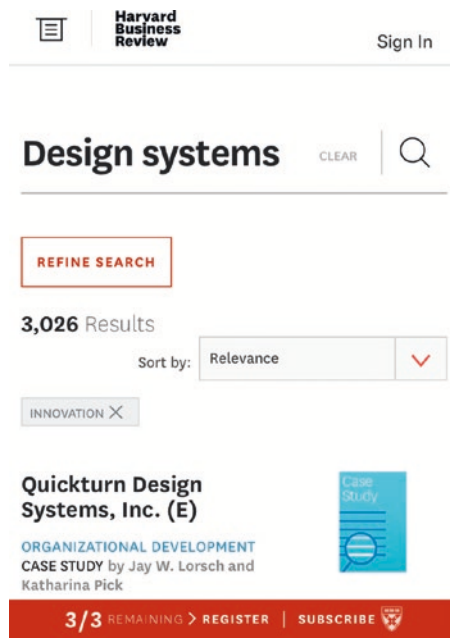 Harvard
Business
Review
Sign In
Design systems
CLEAR
REFINE SEARCH
3,026 Results
Sort by:
Relevance
INNOVATION
Quickturn Design
Systems, Inc. (E)
Case
Study
ORGANIZATIONAL DEVELOPMENT
CASE STUDY by Jay W. Lorsch and
Katharina Pick
3/3 REMAINING > REGISTER | SUBSCRIBE